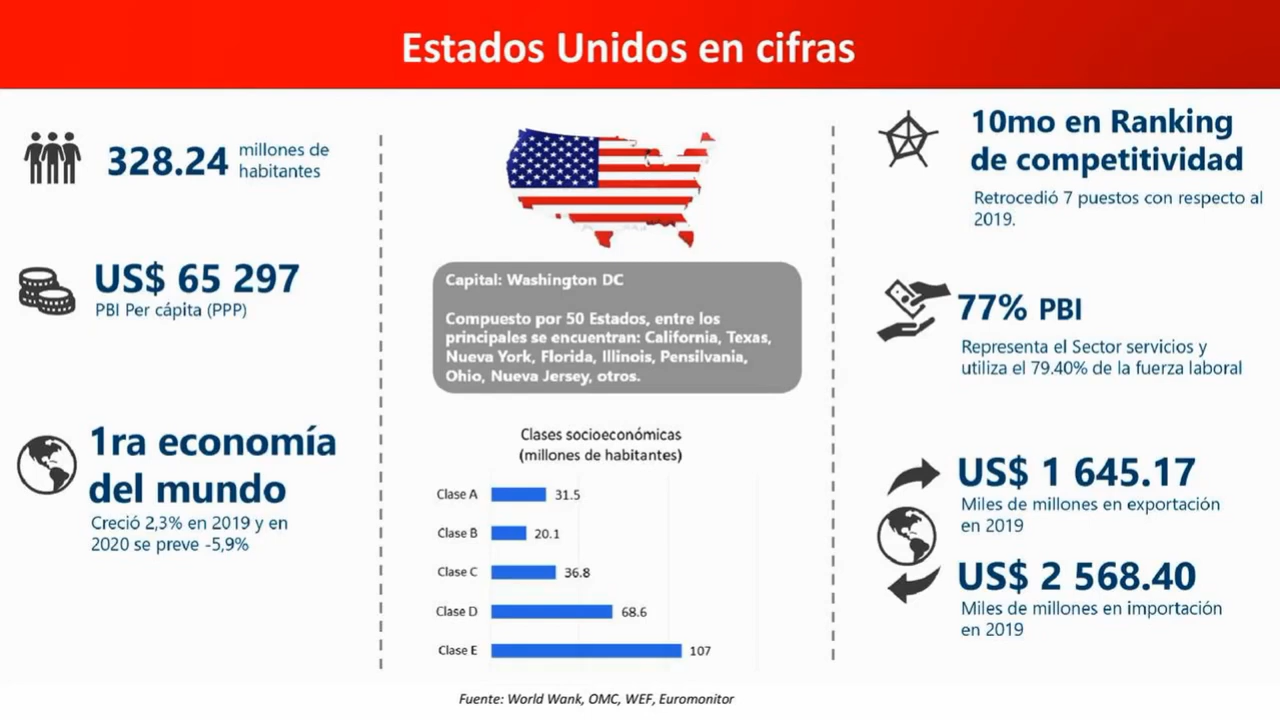 Estados Unidos en cifras
328.24 millones de
habitantes
US$ 65 297
PBI Per cápita (PPP)
1ra economía
del mundo
Creció 2,3% en 2019 y en
2020 se preve -5,9%
Capital: Washington DC
Compuesto por 50 Estados, entre los
principales se encuentran: California, Texas,
Nueva York, Florida, Illinois, Pensilvania,
Ohio, Nueva Jersey, otros.
Clases socioeconómicas
(millones de habitantes)
Clase A 31.5
Clase B 20.1
Clase C 36.8
Clase D 68.6
Clase E 107
10mo en Ranking
de competitividad
Retrocedió 7 puestos con respecto al
2019.
77% PBI
Representa el Sector servicios y
utiliza el 79.40% de la fuerza laboral
US$ 1 645.17
Miles de millones en exportación
en 2019
US$ 2 568.40
Miles de millones en importación
en 2019
Fuente: World Wank, OMC, WEF, Euromonitor